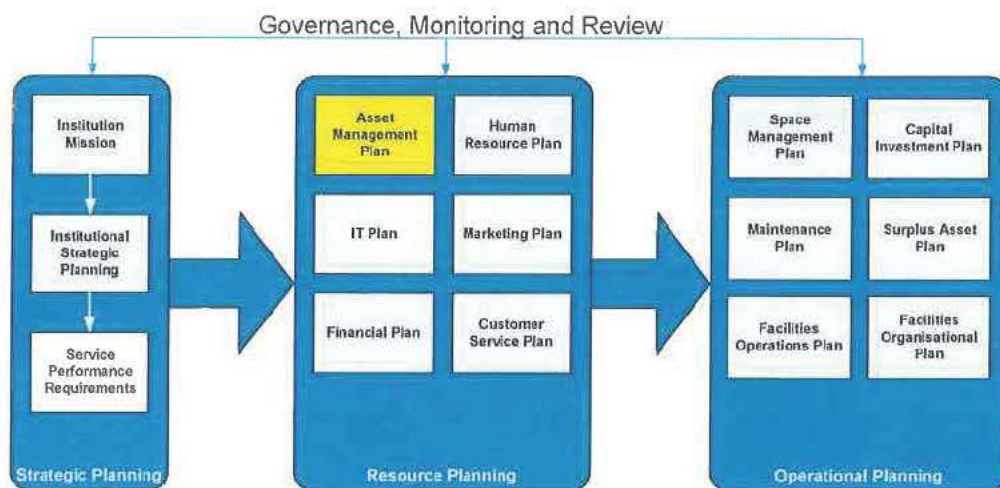 Governance, Monitoring and Review
Institution
Mission
Institutional
Strategic
Planning
Service
Performance
Requirements
Strategic Planning
Asset
Management
Plan
Human
Resource Plan
IT Plan
Marketing Plan
Financial Plan
Customer
Service Plan
Resource Planning
Space
Management
Plan
Capital
Investment Plan
Maintenance
Plan
Surplus Asset
Plan
Facilities
Operations Plan
Facilities
Organisational
Plan
Operational Planning